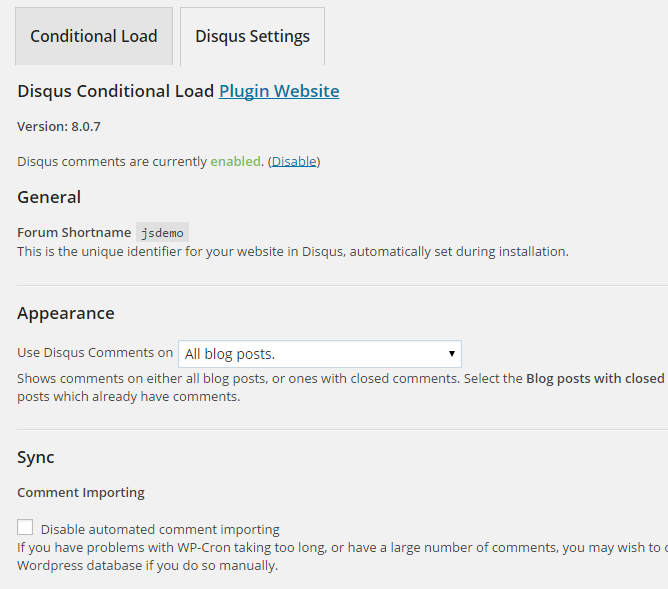 Conditional Load
Disqus Settings
Disqus Conditional Load Plugin Website
Version: 8.0.7
Disqus comments are currently enabled. (Disable)
General
Forum Shortname jsdemo
This is the unique identifier for your website in Disqus, automatically set during installation.
Appearance
Use Disqus Comments on All blog posts.
Shows comments on either all blog posts, or ones with closed comments. Select the Blog posts with closed
posts which already have comments.
Sync
Comment Importing
Disable automated comment importing
If you have problems with WP-Cron taking too long, or have a large number of comments, you may wish to
Wordpress database if you do so manually.